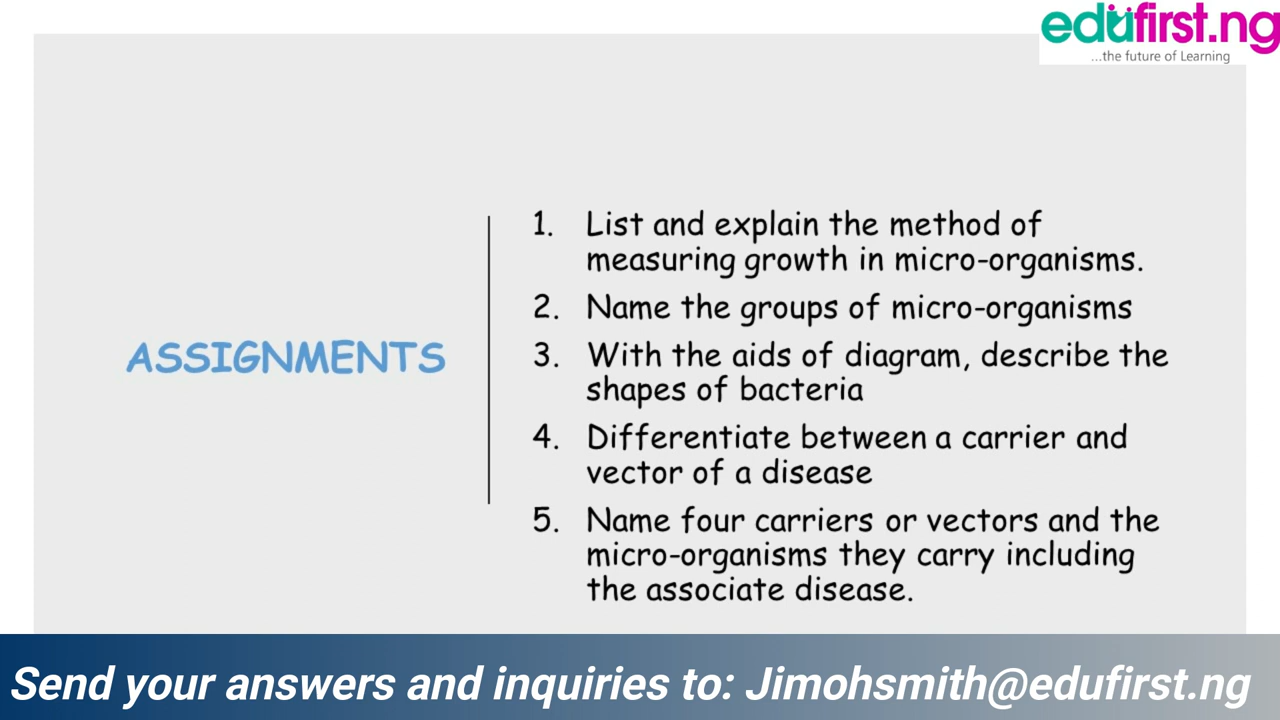 edufirst.ng
...the future of Learning
ASSIGNMENTS
1. List and explain the method of
measuring growth in micro-organisms.
2. Name the groups of micro-organisms
3. With the aids of diagram, describe the
shapes of bacteria
4. Differentiate between a carrier and
vector of a disease
5. Name four carriers or vectors and the
micro-organisms they carry including
the associate disease.
Send your answers and inquiries to: Jimohsmith@edufirst.ng